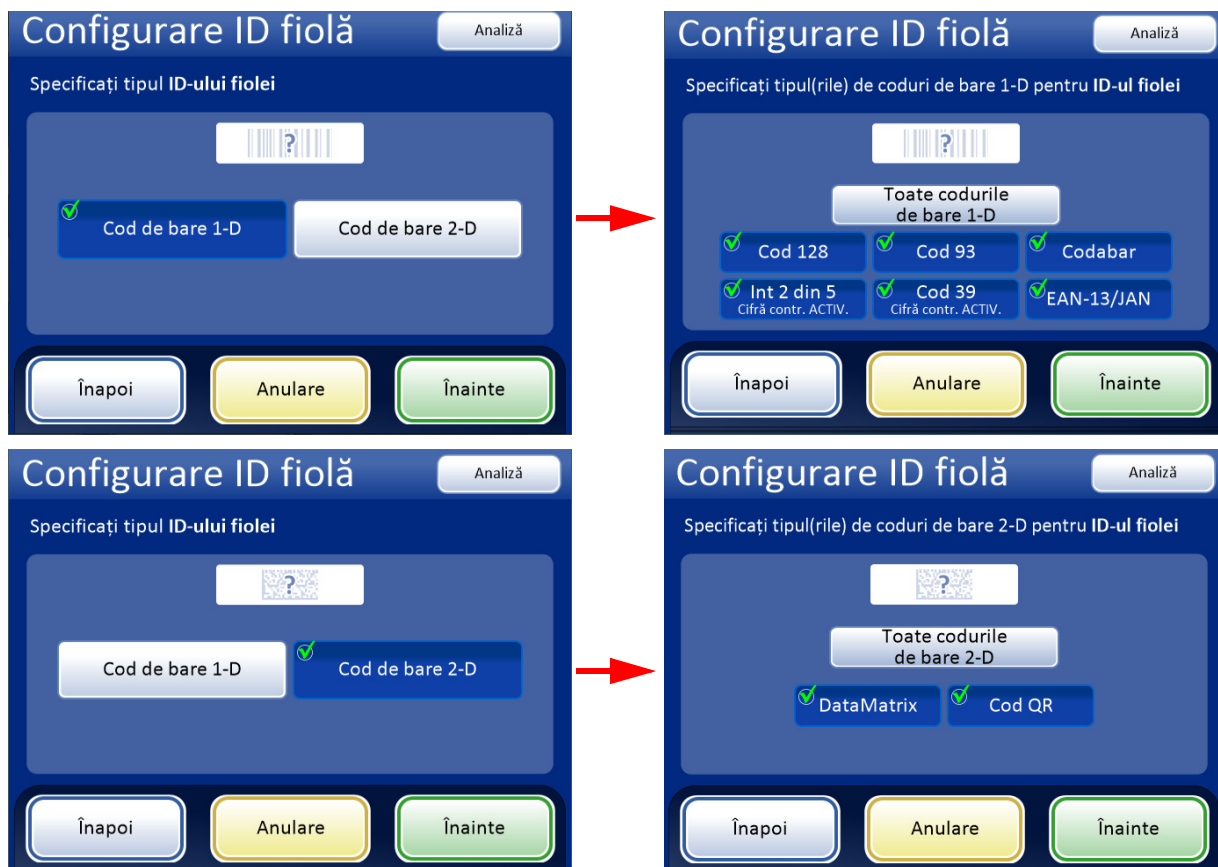 Configurare ID fiolă
Analiză
Specificați tipul ID-ului fiolei
?
Cod de bare 1-D
Cod de bare 2-D
Înapoi
Anulare
Înainte
Configurare ID fiolă
Analiză
Specificați tipul(rile) de coduri de bare 1-D pentru ID-ul fiolei
?
Toate codurile
de bare 1-D
Cod 128
Cod 93
Codabar
Int 2 din 5
Cifră contr. ACTIV.
Cod 39
Cifră contr. ACTIV.
EAN-13/JAN
Înapoi
Anulare
Înainte
Configurare ID fiolă
Analiză
Specificați tipul ID-ului fiolei
?
Cod de bare 1-D
Cod de bare 2-D
Înapoi
Anulare
Înainte
Configurare ID fiolă
Analiză
Specificați tipul(rile) de coduri de bare 2-D pentru ID-ul fiolei
?
Toate codurile
de bare 2-D
DataMatrix
Cod QR
Înapoi
Anulare
Înainte